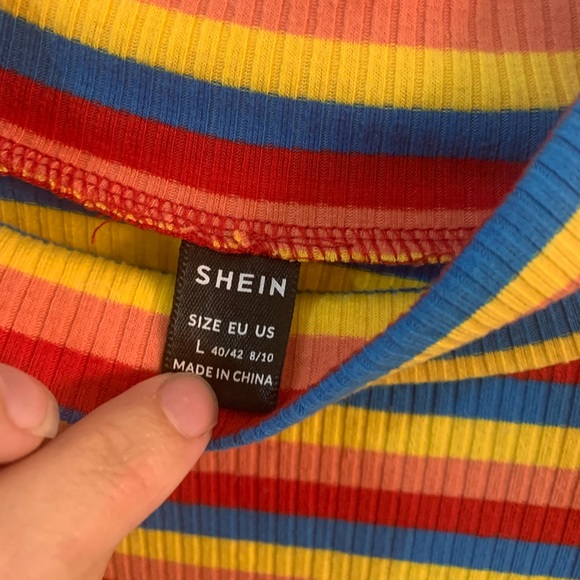 SHEIN
SIZE EU US
L 40/42 8/10
MADE IN CHINA